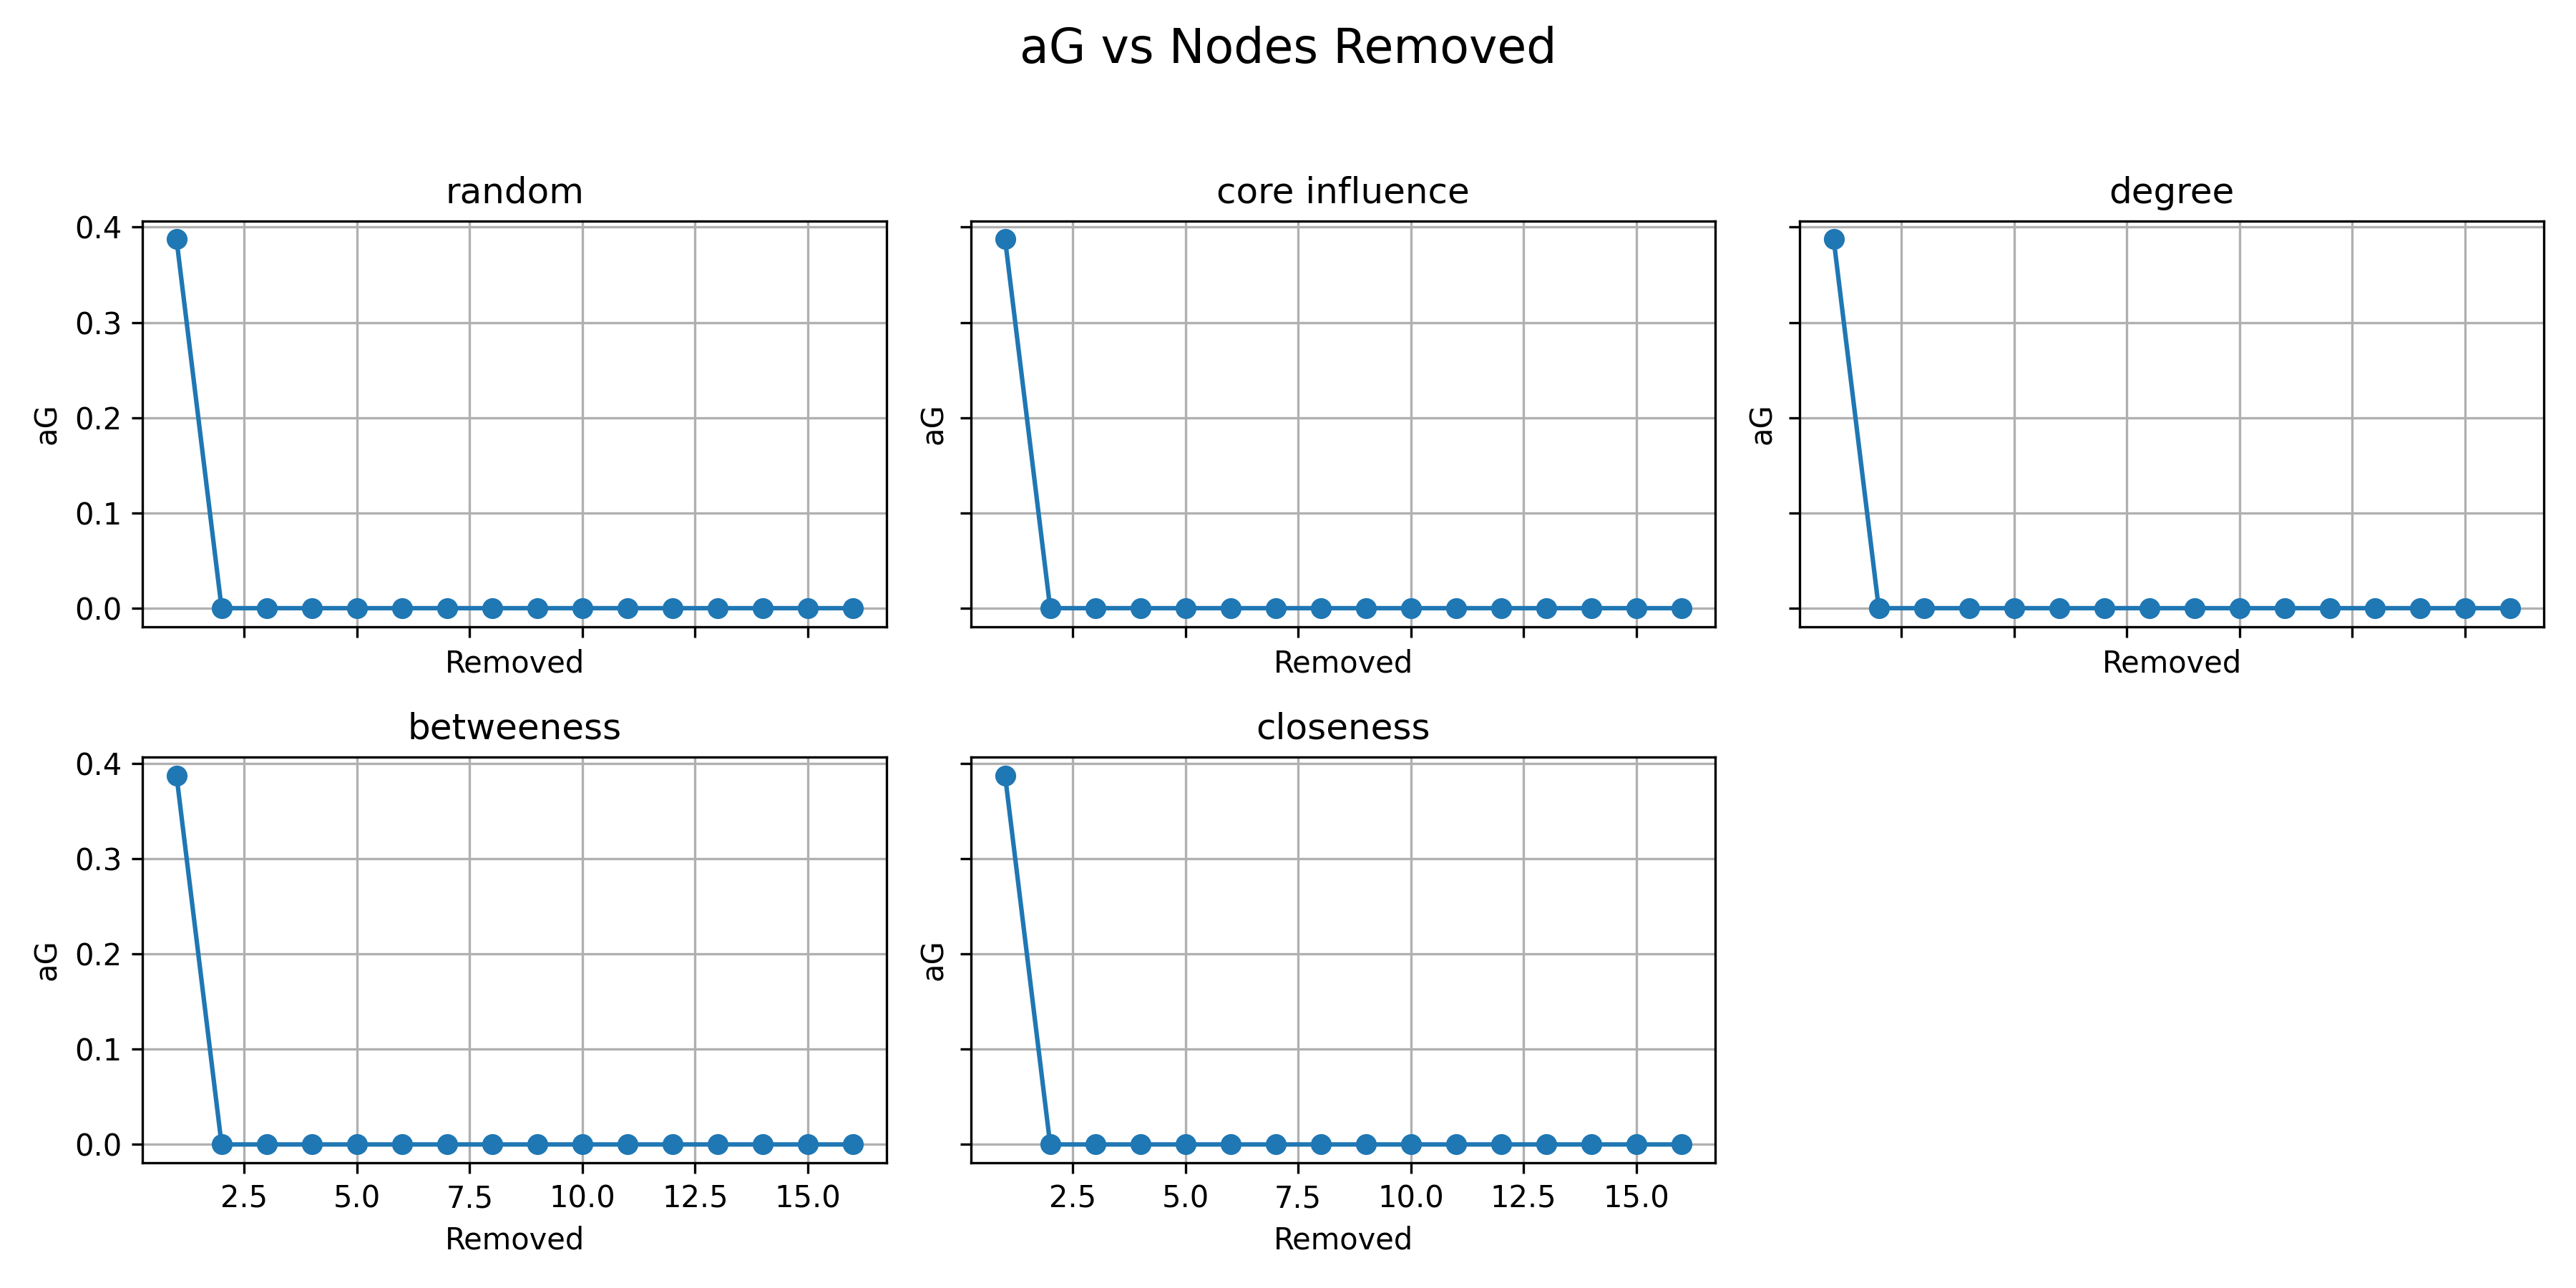 aG vs Nodes Removed
random
0.4
0.3
0.2
0.1
0.0
aG
Removed
core influence
aG
Removed
degree
aG
Removed
betweeness
0.4
0.3
0.2
0.1
0.0
aG
2.5 5.0 7.5 10.0 12.5 15.0
Removed
closeness
aG
2.5 5.0 7.5 10.0 12.5 15.0
Removed